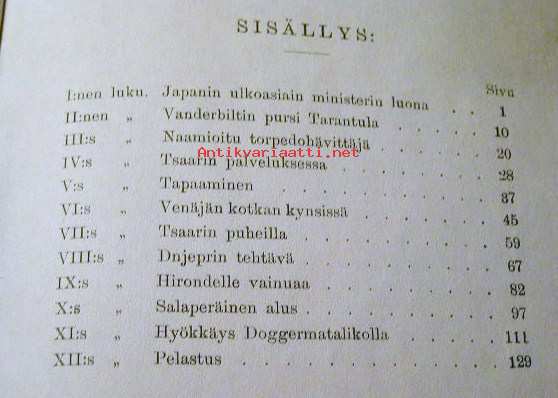 SISÄLLYS:
Sivu
I:nen luku. Japanin ulkoasiain ministerin luona . . 1
II:nen „ Vanderbiltin pursi Tarantula . . . . 10
III:s „ Naamioitu torpedohävittäjä . . . . 20
Antikvariaatti.net
IV:s „ Tsaarin palveluksessa . . . . . 28
V:s „ Tapaaminen . . . . . . . 37
VI:s „ Venäjän kotkan kynsissä . . . . . 45
VII:s „ Tsaarin puheilla . . . . . . 59
VIII:s „ Dnjeprin tehtävä . . . . . . 67
IX:s „ Hirondelle vainuaa . . . . . . 82
X:s „ Salaperäinen alus . . . . . . 97
XI:s „ Hyökkäys Doggermatalikolla . . . . 111
XII:s „ Pelastus . . . . . . . . 129